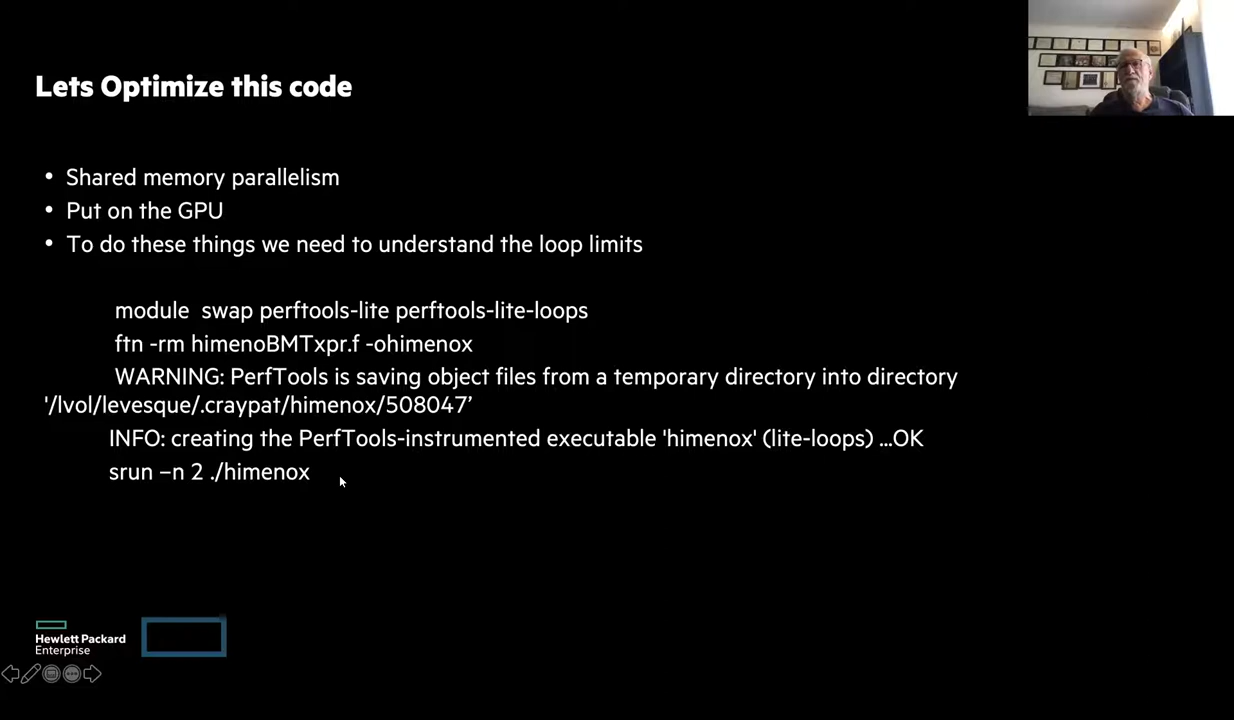 Lets Optimize this code
• Shared memory parallelism
• Put on the GPU
• To do these things we need to understand the loop limits
module  swap perftools-lite perftools-lite-loops
ftn -rm himenoBMTxpr.f -ohimenox
WARNING: PerfTools is saving object files from a temporary directory into directory
'/lvol/levesque/.craypat/himenox/508047’
INFO: creating the PerfTools-instrumented executable 'himenox' (lite-loops) ...OK
srun –n 2 ./himenox
Hewlett Packard
Enterprise